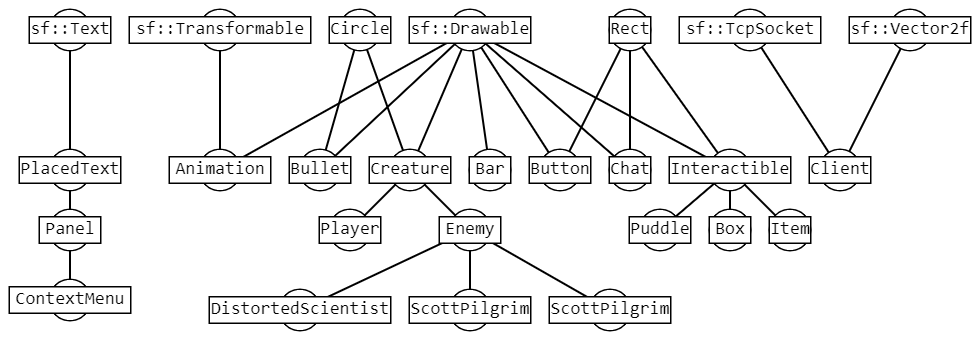 sf::Text sf::Transformable Circle sf::Drawable Rect sf::TcpSocket sf::Vector2f
PlacedText Animation Bullet Creature Bar Button Chat Interactible Client
Panel Player Enemy Puddle Box Item
ContextMenu DistortedScientist ScottPilgrim ScottPilgrim